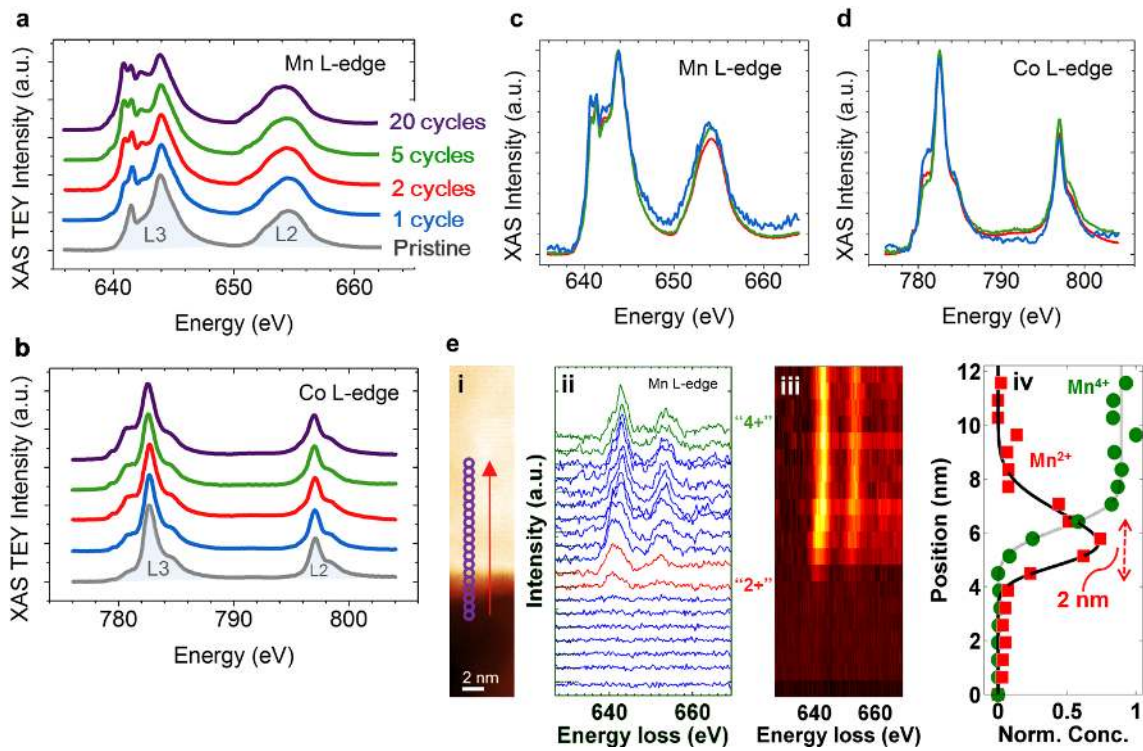 a
XAS TEY Intensity (a.u.)
Mn L-edge
20 cycles
5 cycles
2 cycles
1 cycle
Pristine
L3
L2
640 650 660
Energy (eV)
b
XAS TEY Intensity (a.u.)
Co L-edge
L3
L2
780 790 800
Energy (eV)
c
XAS Intensity (a.u.)
Mn L-edge
640 650 660
Energy (eV)
d
XAS Intensity (a.u.)
Co L-edge
780 790 804
Energy (eV)
e
i
2 nm
ii
Mn L-edge
Intensity (a.u.)
"4+"
"2+"
640 660
Energy loss (eV)
iii
640 660
Energy loss (eV)
iv
Mn4+
Mn2+
2 nm
Position (nm)
12
10
8
6
4
2
0
0 0.5 1
Norm. Conc.